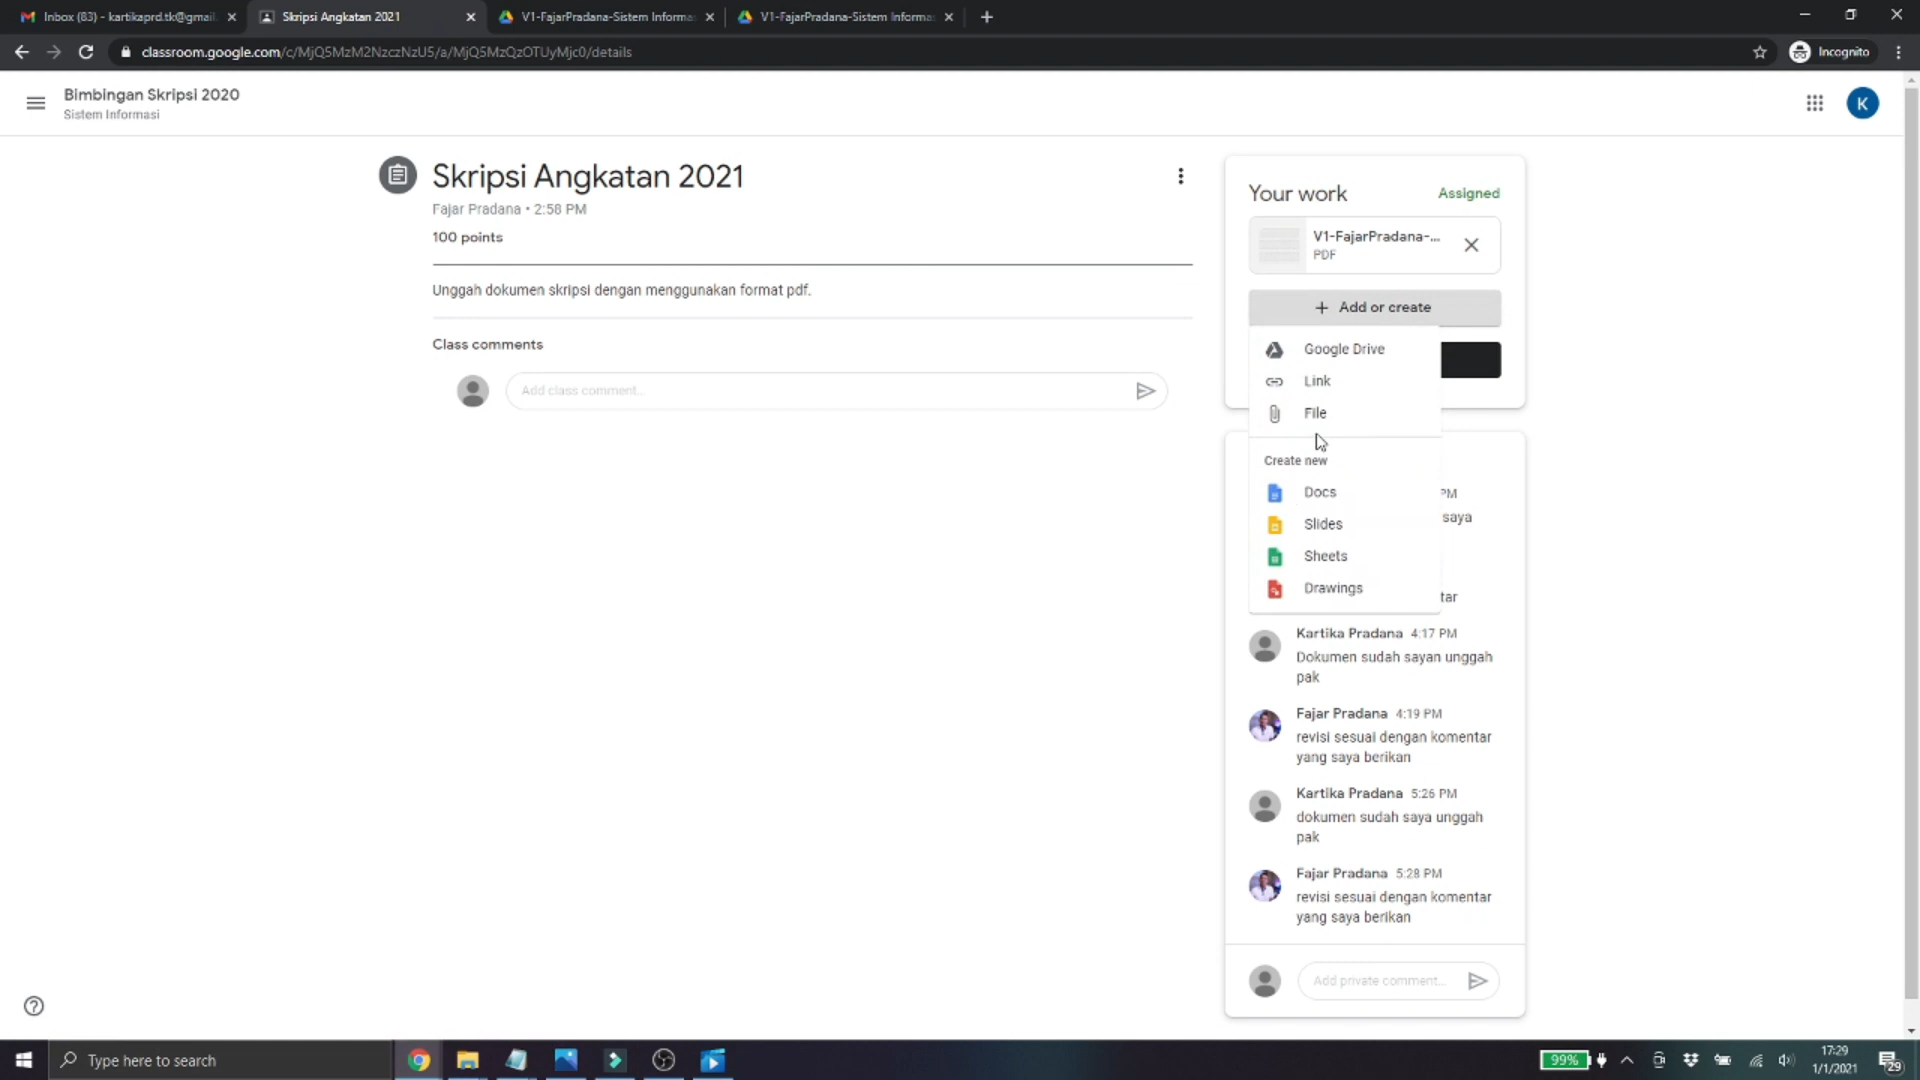 Inbox (83) - kartikaprd.tk@gmail.
Skripsi Angkatan 2021
V1-FajarPradana-Sistem Informa
V1-FajarPradana-Sistem Informa
classroom.google.com/c/MjQ5MzM2NzczNzU5/a/MjQ5MzQzOTUyMjc0/details
Incognito
Bimbingan Skripsi 2020
Sistem Informasi
K
Skripsi Angkatan 2021
Fajar Pradana • 2:58 PM
100 points
Unggah dokumen skripsi dengan menggunakan format pdf.
Class comments
Add class comment...
Your work
Assigned
V1-FajarPradana-...
PDF
+ Add or create
Google Drive
Link
File
Create new
Docs
Slides
Sheets
Drawings
PM
saya
tar
Kartika Pradana 4:17 PM
Dokumen sudah sayan unggah
pak
Fajar Pradana 4:19 PM
revisi sesuai dengan komentar
yang saya berikan
Kartika Pradana 5:26 PM
dokumen sudah saya unggah
pak
Fajar Pradana 5:28 PM
revisi sesuai dengan komentar
yang saya berikan
Add private comment...
Type here to search
99%
17:29
1/1/2021
29